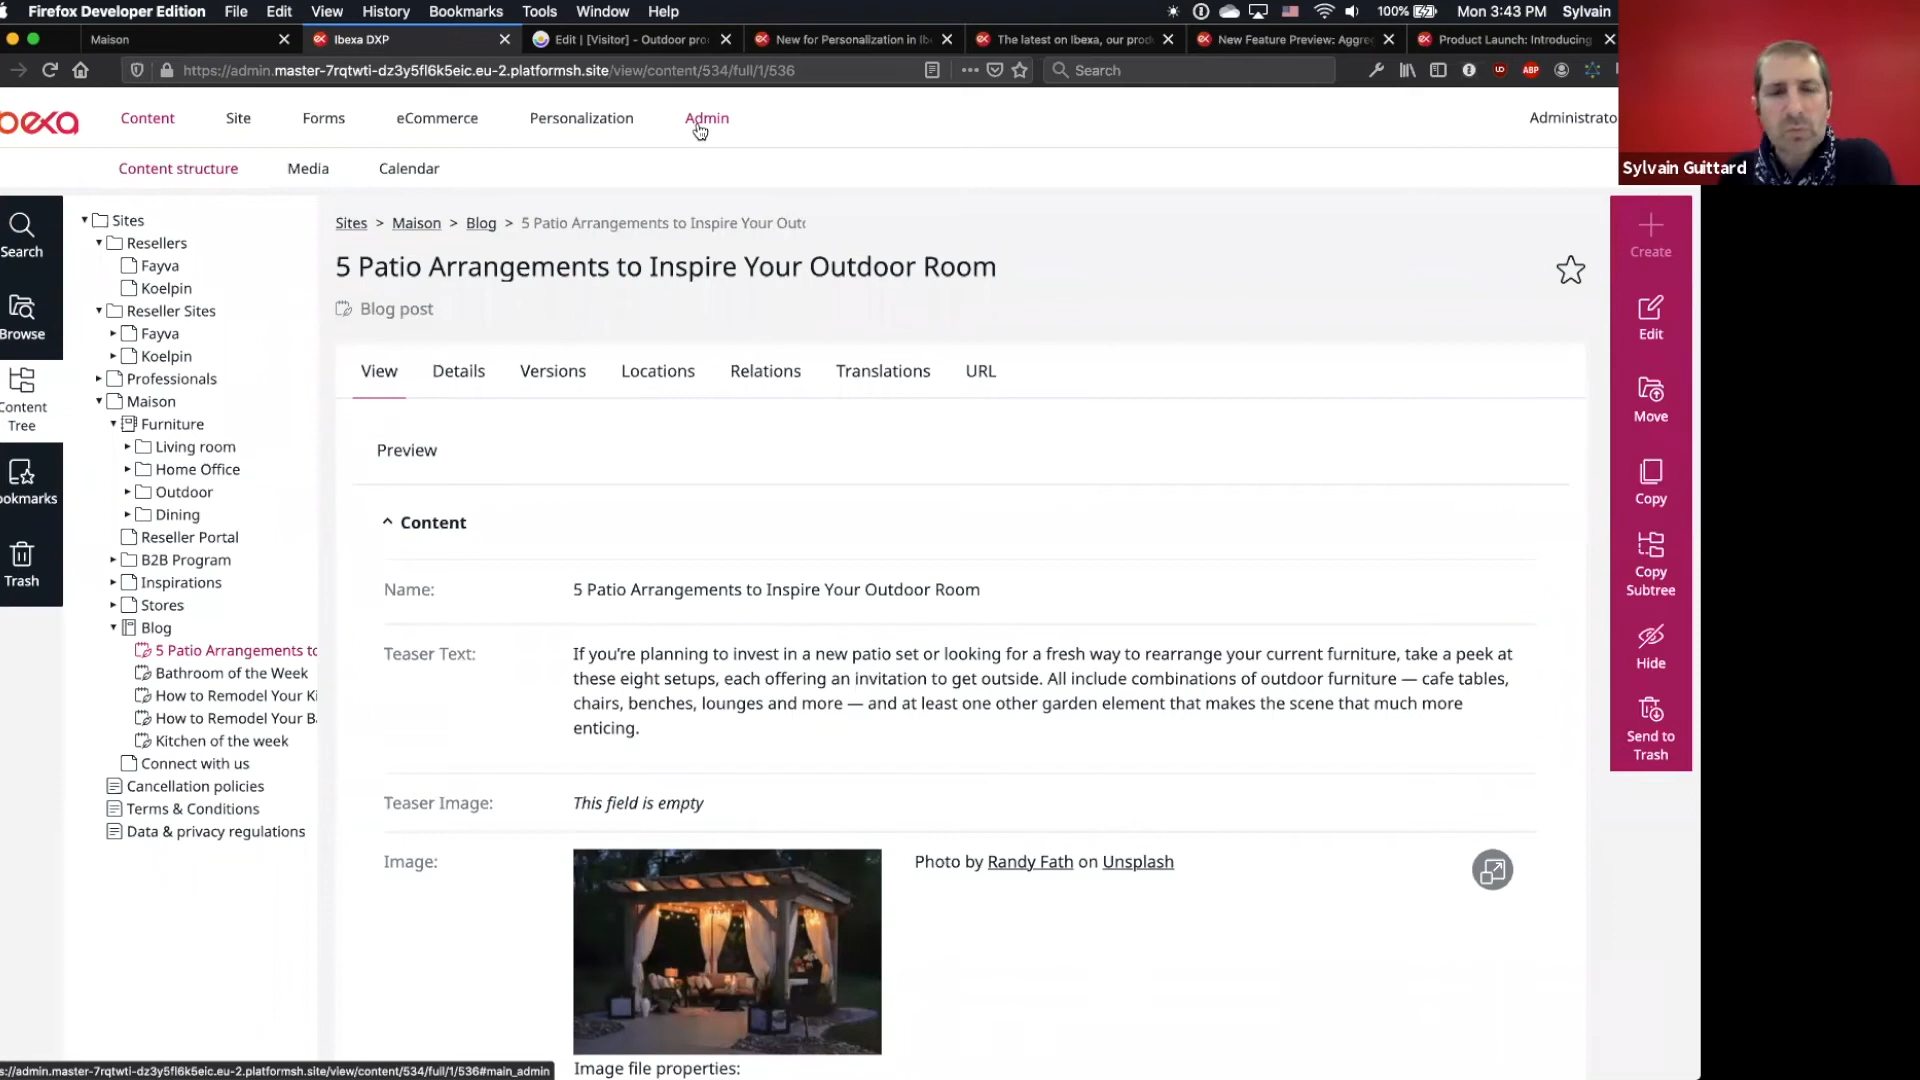 Firefox Developer Edition File Edit View History Bookmarks Tools Window Help 100% Mon 3:43 PM Sylvain
Maison Ibexa DXP Edit | [Visitor] - Outdoor pro New for Personalization in Ib The latest on Ibexa, our prod New Feature Preview: Aggre Product Launch: Introducing
https://admin.master-7rqtwti-dz3y5fl6k5eic.eu-2.platformsh.site/view/content/534/full/1/536 Search ABP
Content Site Forms eCommerce Personalization Admin Administrato
Content structure Media Calendar
Sylvain Guittard
Search
Browse
Content
Tree
ookmarks
Trash
Sites
Resellers
Fayva
Koelpin
Reseller Sites
Fayva
Koelpin
Professionals
Maison
Furniture
Living room
Home Office
Outdoor
Dining
Reseller Portal
B2B Program
Inspirations
Stores
Blog
5 Patio Arrangements to
Bathroom of the Week
How to Remodel Your Ki
How to Remodel Your B
Kitchen of the week
Connect with us
Cancellation policies
Terms & Conditions
Data & privacy regulations
Sites > Maison > Blog > 5 Patio Arrangements to Inspire Your Outd
5 Patio Arrangements to Inspire Your Outdoor Room
Blog post
View Details Versions Locations Relations Translations URL
Preview
Content
Name: 5 Patio Arrangements to Inspire Your Outdoor Room
Teaser Text: If you're planning to invest in a new patio set or looking for a fresh way to rearrange your current furniture, take a peek at
these eight setups, each offering an invitation to get outside. All include combinations of outdoor furniture — cafe tables,
chairs, benches, lounges and more — and at least one other garden element that makes the scene that much more
enticing.
Teaser Image: This field is empty
Image: Photo by Randy Fath on Unsplash
Image file properties:
Create
Edit
Move
Copy
Copy
Subtree
Hide
Send to
Trash
s://admin.master-7rqtwti-dz3y5fl6k5eic.eu-2.platformsh.site/view/content/534/full/1/536#main_admin